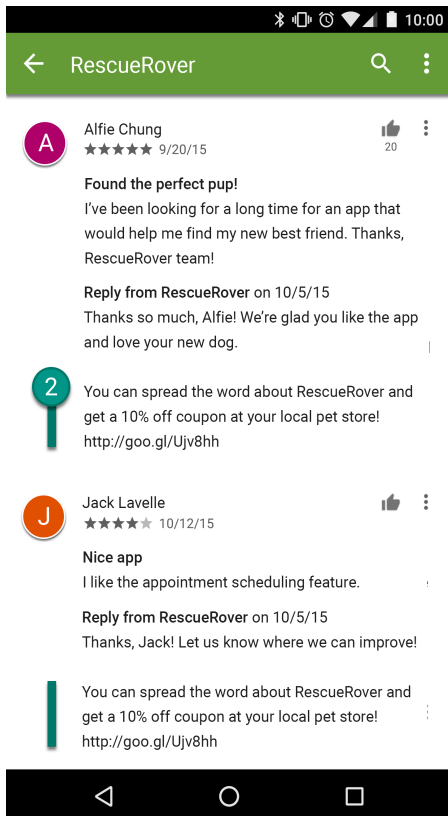 10:00
RescueRover
A
Alfie Chung
9/20/15
20
Found the perfect pup!
I've been looking for a long time for an app that
would help me find my new best friend. Thanks,
RescueRover team!
Reply from RescueRover on 10/5/15
Thanks so much, Alfie! We're glad you like the app
and love your new dog.
2
You can spread the word about RescueRover and
get a 10% off coupon at your local pet store!
http://goo.gl/Ujv8hh
J
Jack Lavelle
10/12/15
Nice app
I like the appointment scheduling feature.
Reply from RescueRover on 10/5/15
Thanks, Jack! Let us know where we can improve!
You can spread the word about RescueRover and
get a 10% off coupon at your local pet store!
http://goo.gl/Ujv8hh